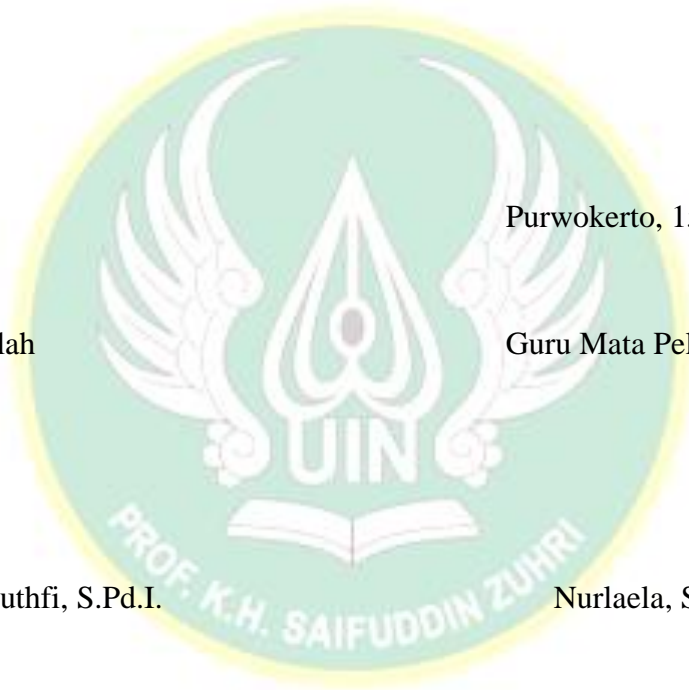 Purwokerto, 1
lah
Guru Mata Pel
uthfi, S.Pd.I.
Nurlaela, S
UIN
PROF. K.H. SAIFUDDIN ZUHRI